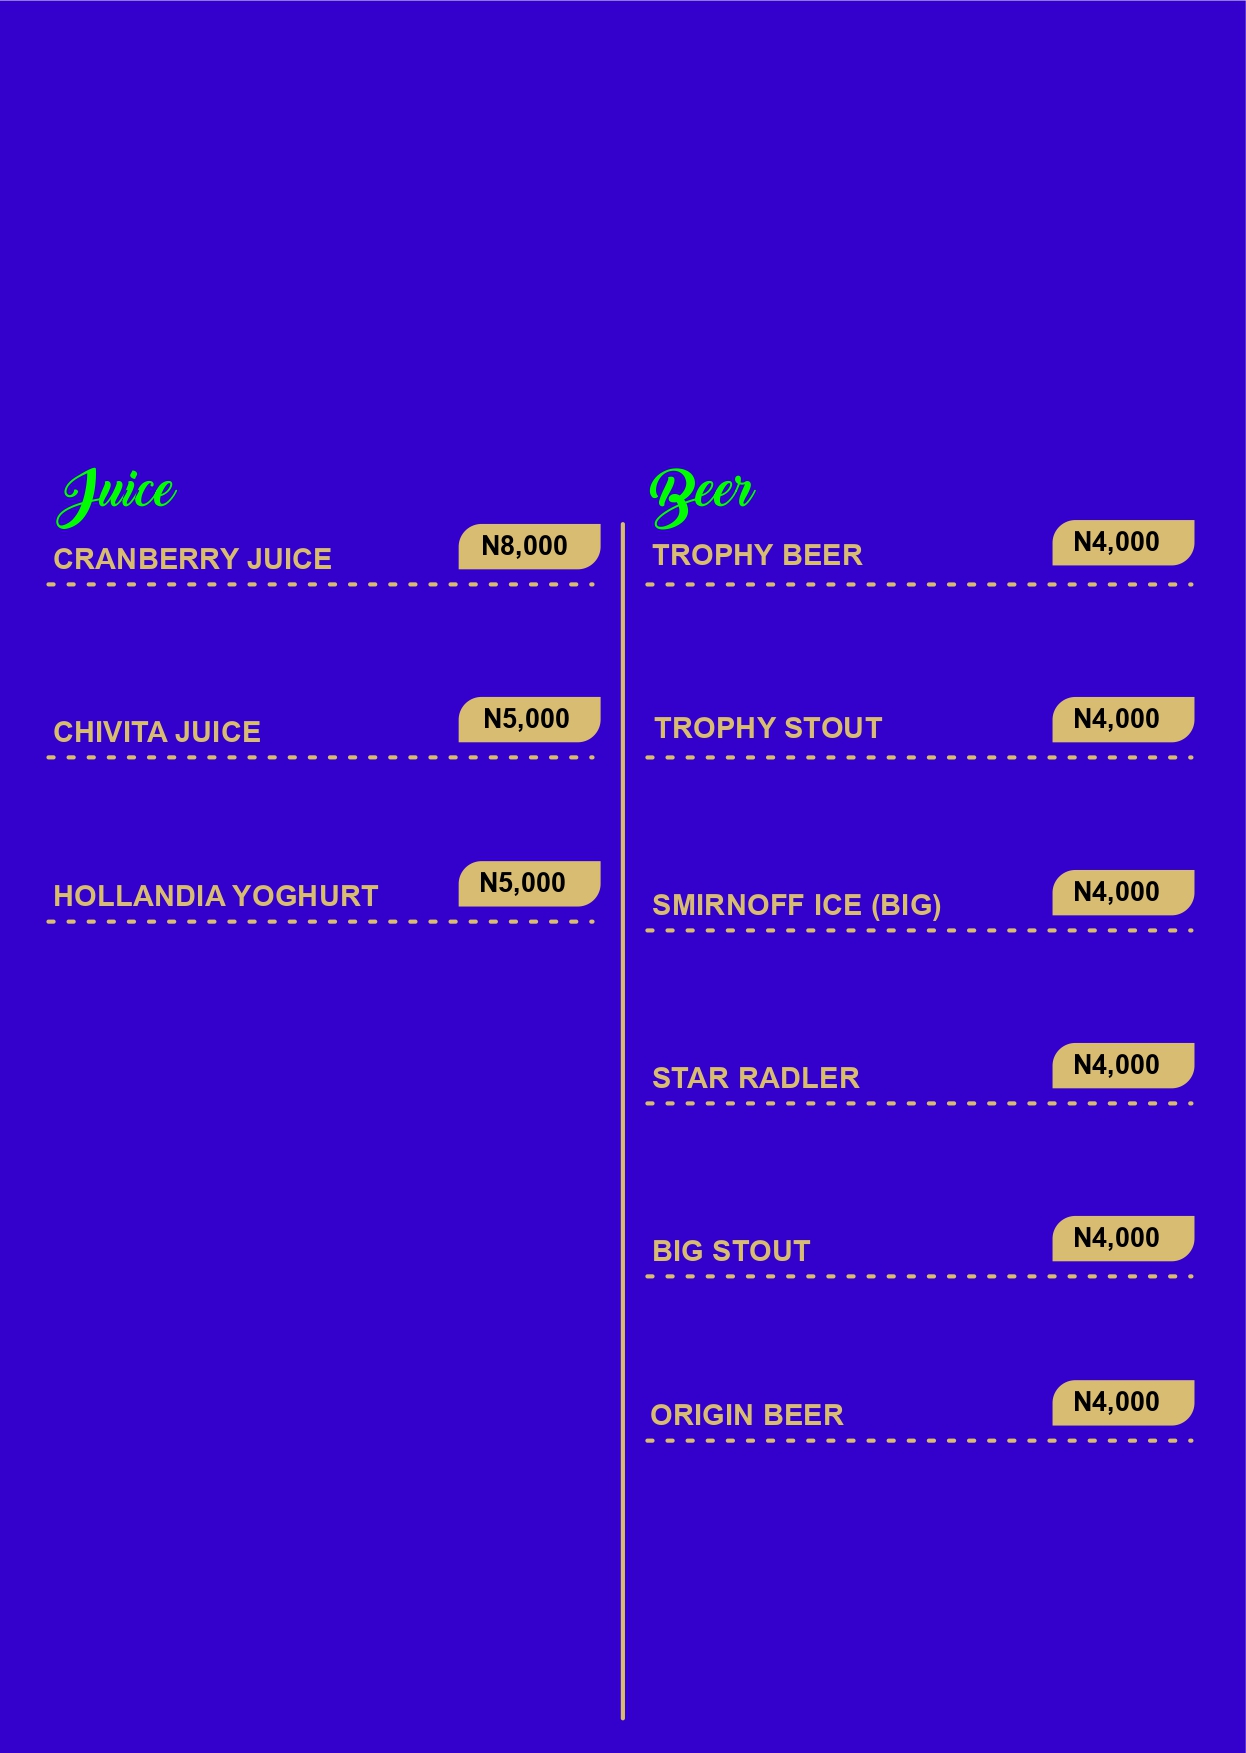 Juice
CRANBERRY JUICE N8,000
CHIVITA JUICE N5,000
HOLLANDIA YOGHURT N5,000
Beer
TROPHY BEER N4,000
TROPHY STOUT N4,000
SMIRNOFF ICE (BIG) N4,000
STAR RADLER N4,000
BIG STOUT N4,000
ORIGIN BEER N4,000